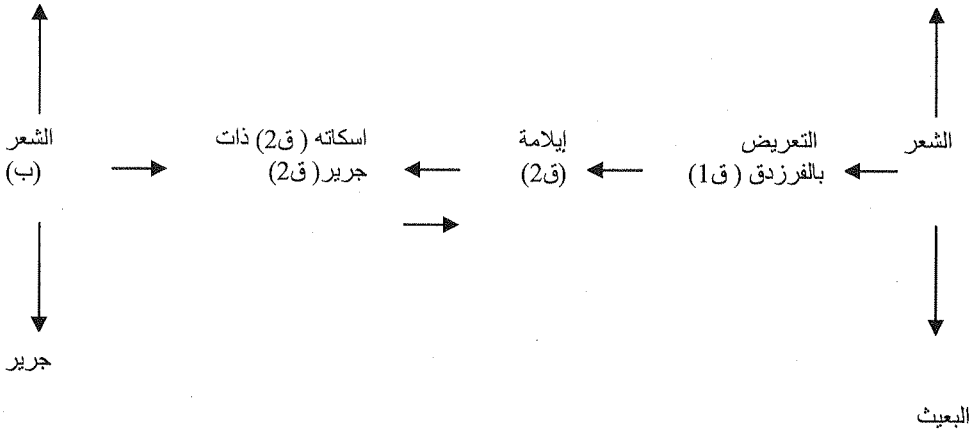 الشعر
التعريض
بالفرزدق ( ق1)
إيلامة
(ق2)
اسكاته ( ق2) ذات
جرير( ق2)
الشعر
(ب)
جرير
البعيث